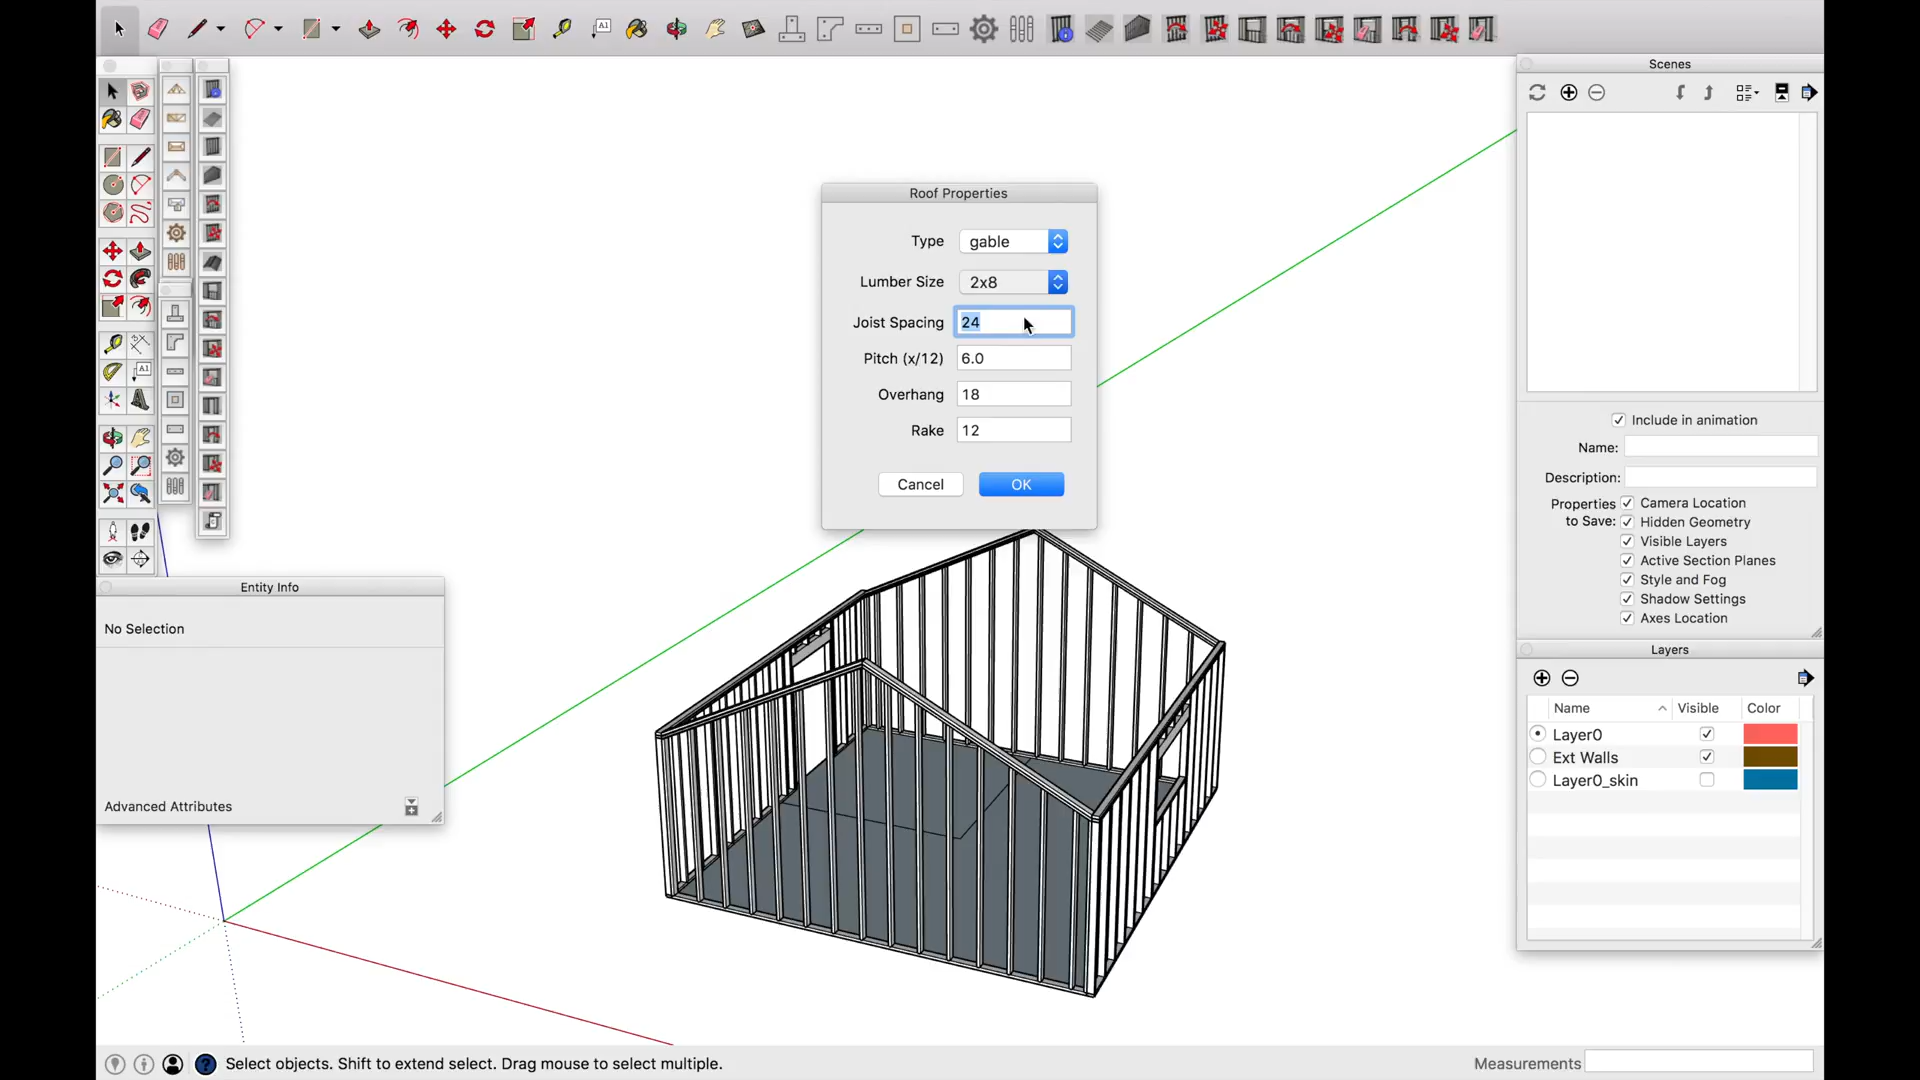 A1
Scenes
Roof Properties
Type gable
Lumber Size 2x8
Joist Spacing 24
Pitch (x/12) 6.0
Overhang 18
Rake 12
Cancel OK
A1
Include in animation
Name:
Description:
Properties to Save:
Camera Location
Hidden Geometry
Visible Layers
Active Section Planes
Style and Fog
Shadow Settings
Axes Location
Entity Info
No Selection
Advanced Attributes
Layers
Name Visible Color
Layer0
Ext Walls
Layer0_skin
Select objects. Shift to extend select. Drag mouse to select multiple.
Measurements